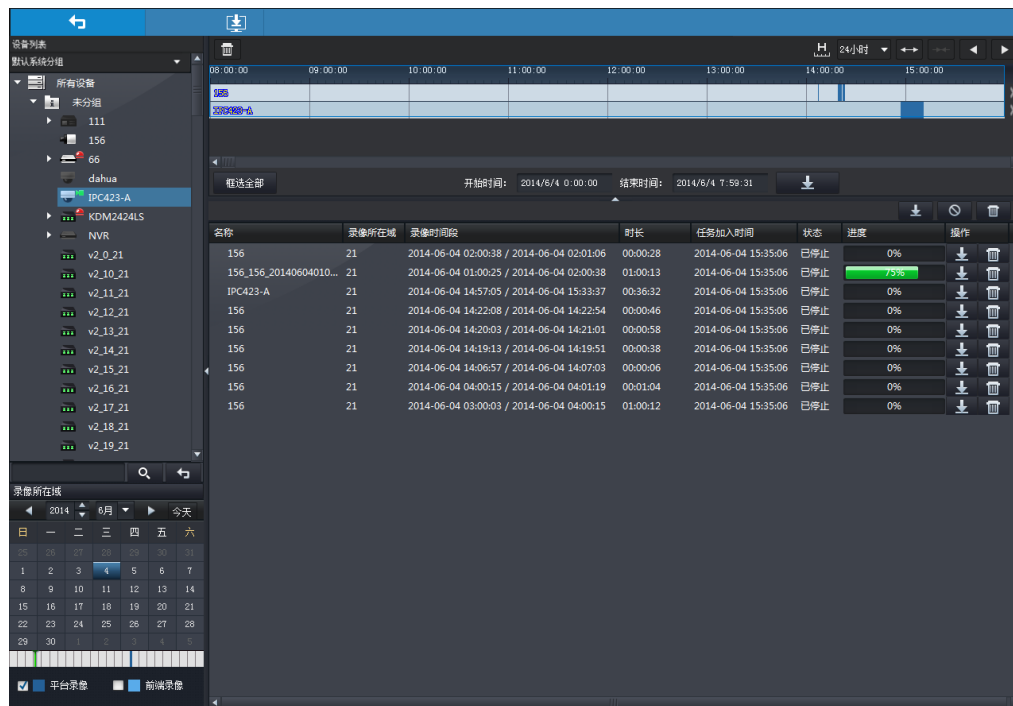 设备列表
默认系统分组
所有设备
未分组
111
156
66
dahua
IPC423-A
KDM2424LS
NVR
v2_0_21
v2_10_21
v2_11_21
v2_12_21
v2_13_21
v2_14_21
v2_15_21
v2_16_21
v2_17_21
v2_18_21
v2_19_21
录像所在域
2014 6月 今天
日 一 二 三 四 五 六
25 26 27 28 29 30 31
1 2 3 4 5 6 7
8 9 10 11 12 13 14
15 16 17 18 19 20 21
22 23 24 25 26 27 28
29 30 1 2 3 4 5
平台录像 前端录像
H 24小时
08:00:00 09:00:00 10:00:00 11:00:00 12:00:00 13:00:00 14:00:00 15:00:00
156
IPC423-A
框选全部 开始时间: 2014/6/4 0:00:00 结束时间: 2014/6/4 7:59:31
名称 录像所在域 录像时间段 时长 任务加入时间 状态 进度 操作
156 21 2014-06-04 02:00:38 / 2014-06-04 02:01:06 00:00:28 2014-06-04 15:35:06 已停止 0%
156_156_20140604010... 21 2014-06-04 01:00:25 / 2014-06-04 02:00:38 01:00:13 2014-06-04 15:35:06 已停止 75%
IPC423-A 21 2014-06-04 14:57:05 / 2014-06-04 15:33:37 00:36:32 2014-06-04 15:35:06 已停止 0%
156 21 2014-06-04 14:22:08 / 2014-06-04 14:22:54 00:00:46 2014-06-04 15:35:06 已停止 0%
156 21 2014-06-04 14:20:03 / 2014-06-04 14:21:01 00:00:58 2014-06-04 15:35:06 已停止 0%
156 21 2014-06-04 14:19:13 / 2014-06-04 14:19:51 00:00:38 2014-06-04 15:35:06 已停止 0%
156 21 2014-06-04 14:06:57 / 2014-06-04 14:07:03 00:00:06 2014-06-04 15:35:06 已停止 0%
156 21 2014-06-04 04:00:15 / 2014-06-04 04:01:19 00:01:04 2014-06-04 15:35:06 已停止 0%
156 21 2014-06-04 03:00:03 / 2014-06-04 04:00:15 01:00:12 2014-06-04 15:35:06 已停止 0%